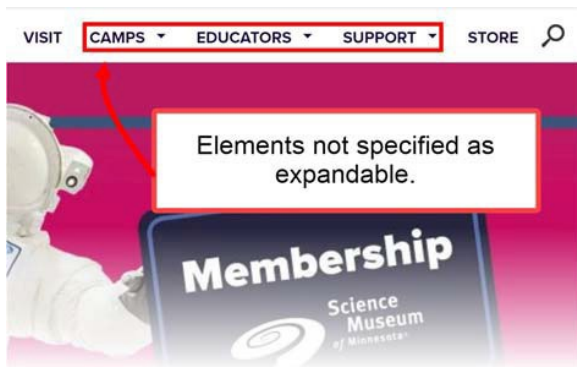 VISIT CAMPS EDUCATORS SUPPORT STORE
Elements not specified as
expandable.
Membership
Science
Museum
of Minnesota